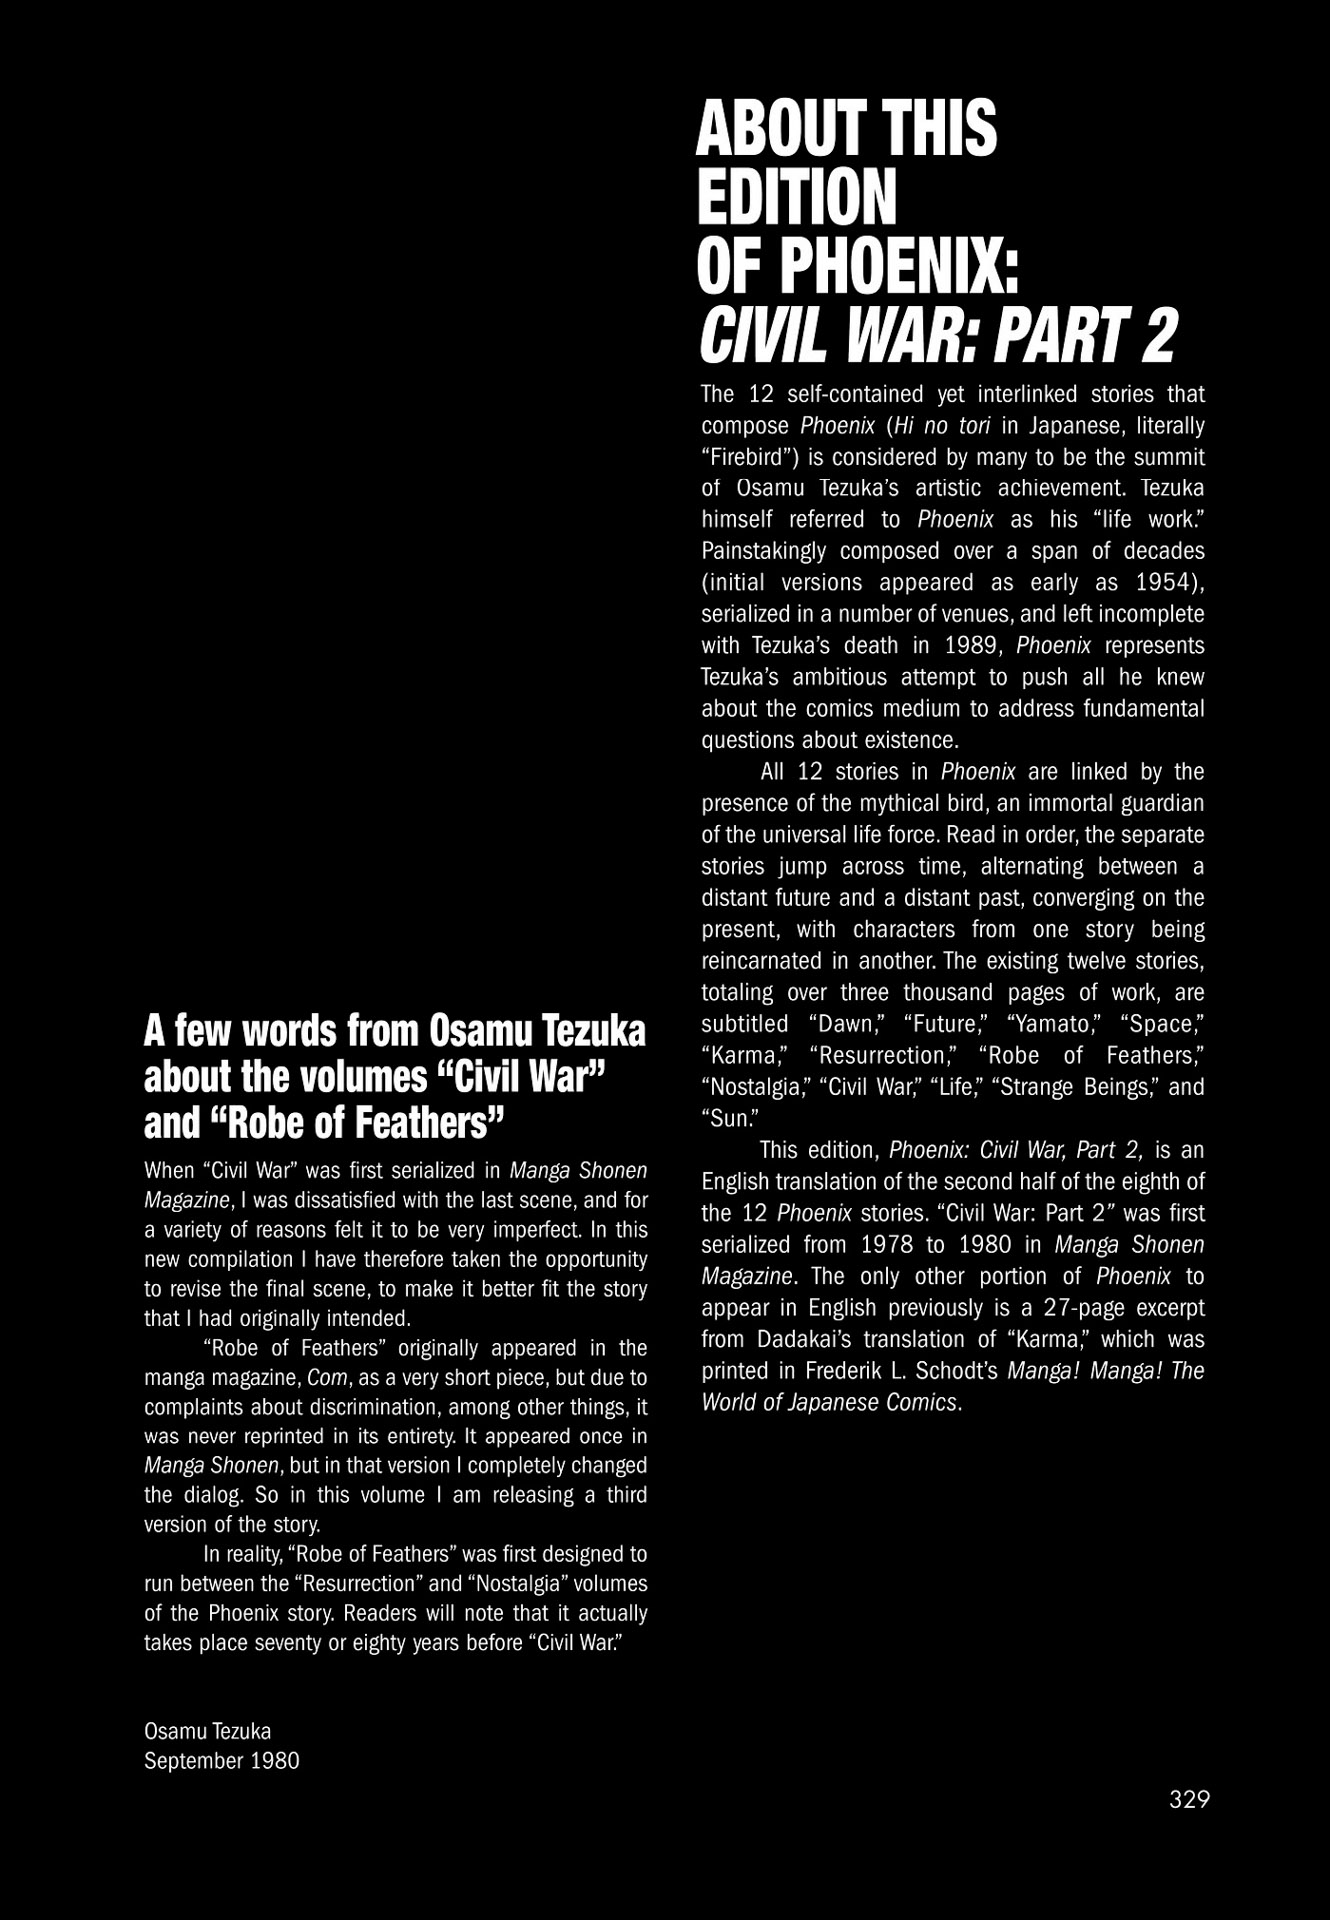 A few words from Osamu Tezuka
about the volumes “Civil War”
and “Robe of Feathers”
When “Civil War” was first serialized in Manga Shonen
Magazine, I was dissatisfied with the last scene, and for
a variety of reasons felt it to be very imperfect. In this
new compilation I have therefore taken the opportunity
to revise the final scene, to make it better fit the story
that I had originally intended.
“Robe of Feathers” originally appeared in the
manga magazine, Com, as a very short piece, but due to
complaints about discrimination, among other things, it
was never reprinted in its entirety. It appeared once in
Manga Shonen, but in that version I completely changed
the dialog. So in this volume I am releasing a third
version of the story.
In reality, “Robe of Feathers” was first designed to
run between the “Resurrection” and “Nostalgia” volumes
of the Phoenix story. Readers will note that it actually
takes place seventy or eighty years before “Civil War.”
Osamu Tezuka
September 1980
ABOUT THIS
EDITION
OF PHOENIX:
CIVIL WAR: PART 2
The 12 self-contained yet interlinked stories that
compose Phoenix (Hi no tori in Japanese, literally
“Firebird”) is considered by many to be the summit
of Osamu Tezuka’s artistic achievement. Tezuka
himself referred to Phoenix as his “life work.”
Painstakingly composed over a span of decades
(initial versions appeared as early as 1954),
serialized in a number of venues, and left incomplete
with Tezuka’s death in 1989, Phoenix represents
Tezuka’s ambitious attempt to push all he knew
about the comics medium to address fundamental
questions about existence.
All 12 stories in Phoenix are linked by the
presence of the mythical bird, an immortal guardian
of the universal life force. Read in order, the separate
stories jump across time, alternating between a
distant future and a distant past, converging on the
present, with characters from one story being
reincarnated in another. The existing twelve stories,
totaling over three thousand pages of work, are
subtitled “Dawn,” “Future,” “Yamato,” “Space,”
“Karma,” “Resurrection,” “Robe of Feathers,”
“Nostalgia,” “Civil War,” “Life,” “Strange Beings,” and
“Sun.”
This edition, Phoenix: Civil War, Part 2, is an
English translation of the second half of the eighth of
the 12 Phoenix stories. “Civil War: Part 2” was first
serialized from 1978 to 1980 in Manga Shonen
Magazine. The only other portion of Phoenix to
appear in English previously is a 27-page excerpt
from Dadakai’s translation of “Karma,” which was
printed in Frederik L. Schodt’s Manga! Manga! The
World of Japanese Comics.
329